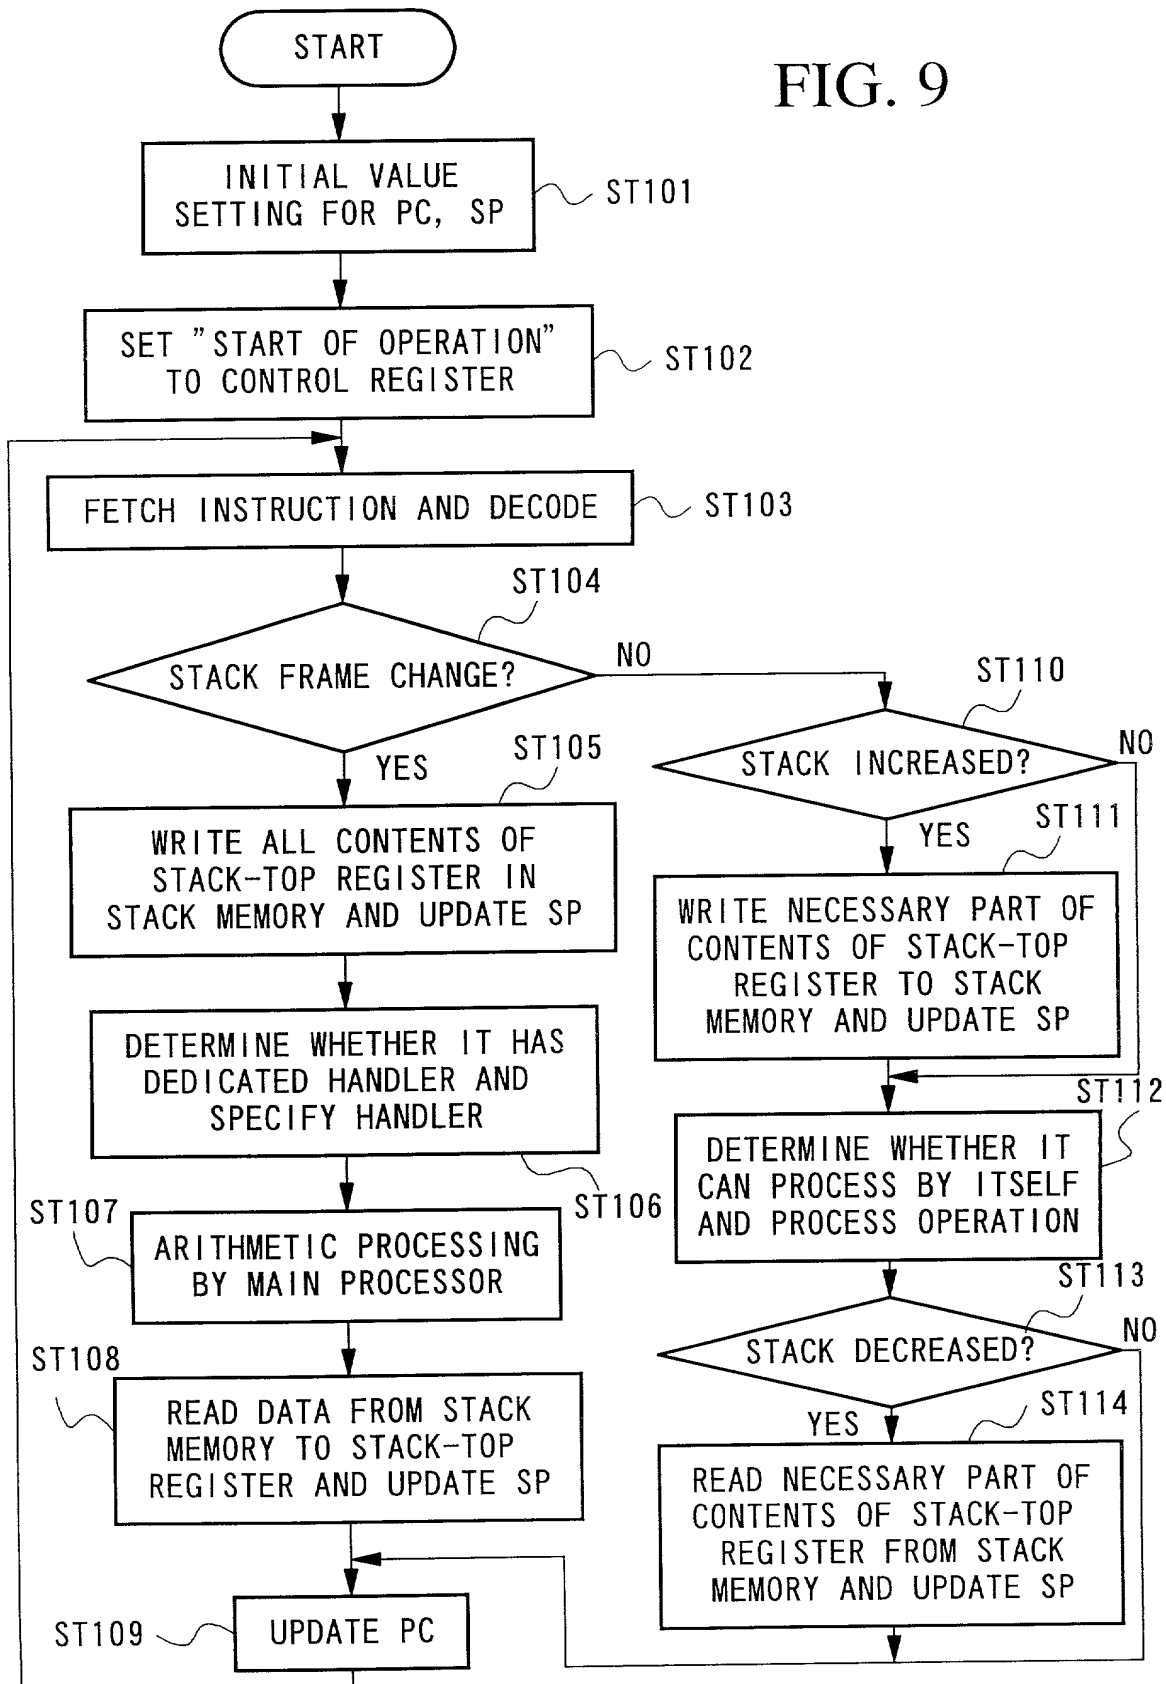 START
FIG. 9
INITIAL VALUE
SETTING FOR PC, SP
ST101
SET "START OF OPERATION"
TO CONTROL REGISTER
ST102
FETCH INSTRUCTION AND DECODE
ST103
ST104
STACK FRAME CHANGE?
NO
YES
ST105
WRITE ALL CONTENTS OF
STACK-TOP REGISTER IN
STACK MEMORY AND UPDATE SP
DETERMINE WHETHER IT HAS
DEDICATED HANDLER AND
SPECIFY HANDLER
ST106
ST107
ARITHMETIC PROCESSING
BY MAIN PROCESSOR
ST108
READ DATA FROM STACK
MEMORY TO STACK-TOP
REGISTER AND UPDATE SP
ST109
UPDATE PC
ST110
STACK INCREASED?
NO
YES
ST111
WRITE NECESSARY PART OF
CONTENTS OF STACK-TOP
REGISTER TO STACK
MEMORY AND UPDATE SP
ST112
DETERMINE WHETHER IT
CAN PROCESS BY ITSELF
AND PROCESS OPERATION
ST113
STACK DECREASED?
NO
YES
ST114
READ NECESSARY PART OF
CONTENTS OF STACK-TOP
REGISTER FROM STACK
MEMORY AND UPDATE SP